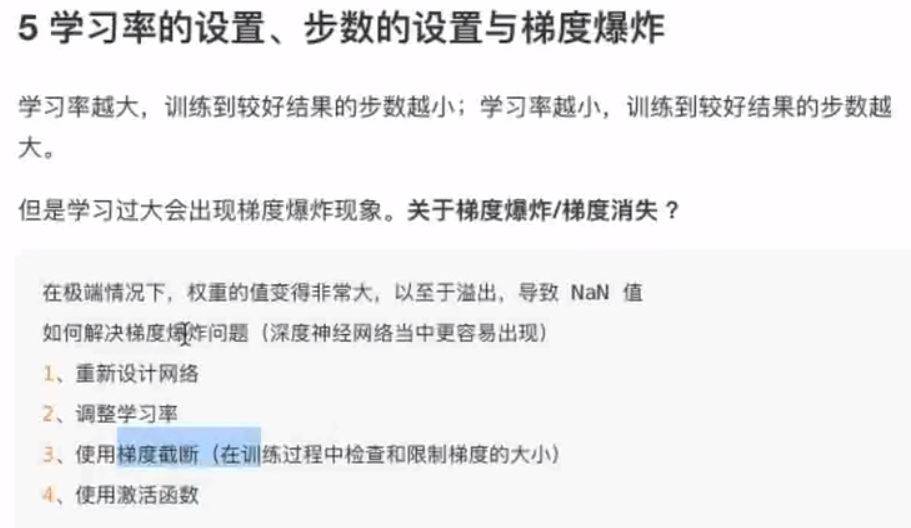 5 学习率的设置、步数的设置与梯度爆炸
学习率越大，训练到较好结果的步数越小；学习率越小，训练到较好结果的步数越
大。
但是学习过大会出现梯度爆炸现象。关于梯度爆炸/梯度消失 ？
在极端情况下，权重的值变得非常大，以至于溢出，导致 NaN 值
如何解决梯度爆炸问题（深度神经网络当中更容易出现）
1、重新设计网络
2、调整学习率
3、使用梯度截断（在训练过程中检查和限制梯度的大小）
4、使用激活函数